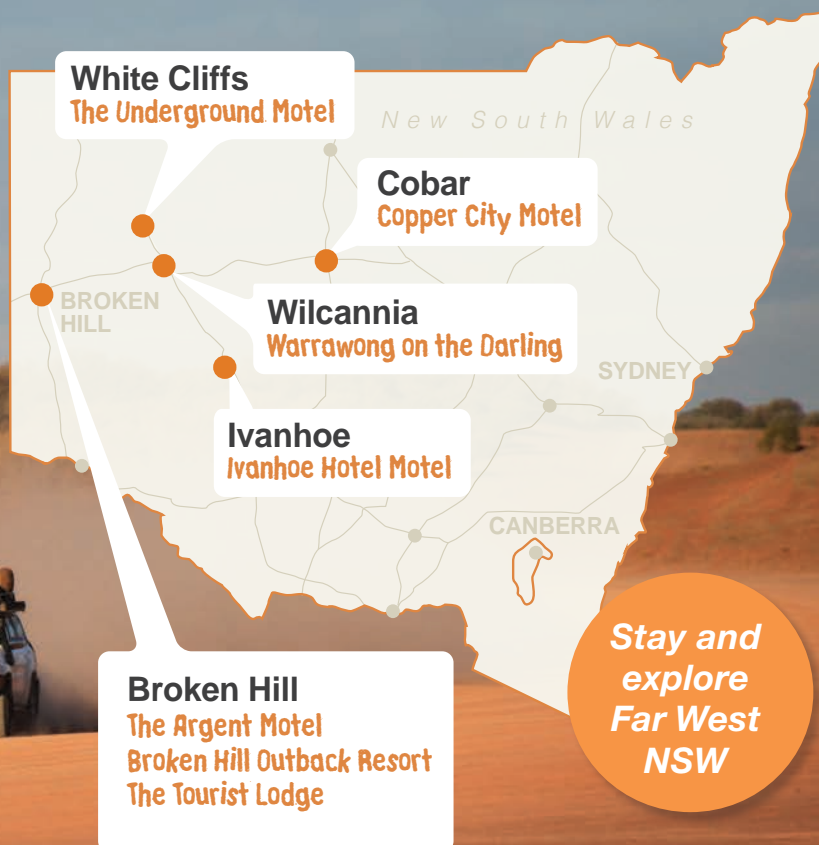 White Cliffs
The Underground Motel
New South Wales
Cobar
Copper City Motel
BROKEN
HILL
Wilcannia
Warrawong on the Darling
SYDNEY
Ivanhoe
Ivanhoe Hotel Motel
CANBERRA
Broken Hill
The Argent Motel
Broken Hill Outback Resort
The Tourist Lodge
Stay and
explore
Far West
NSW